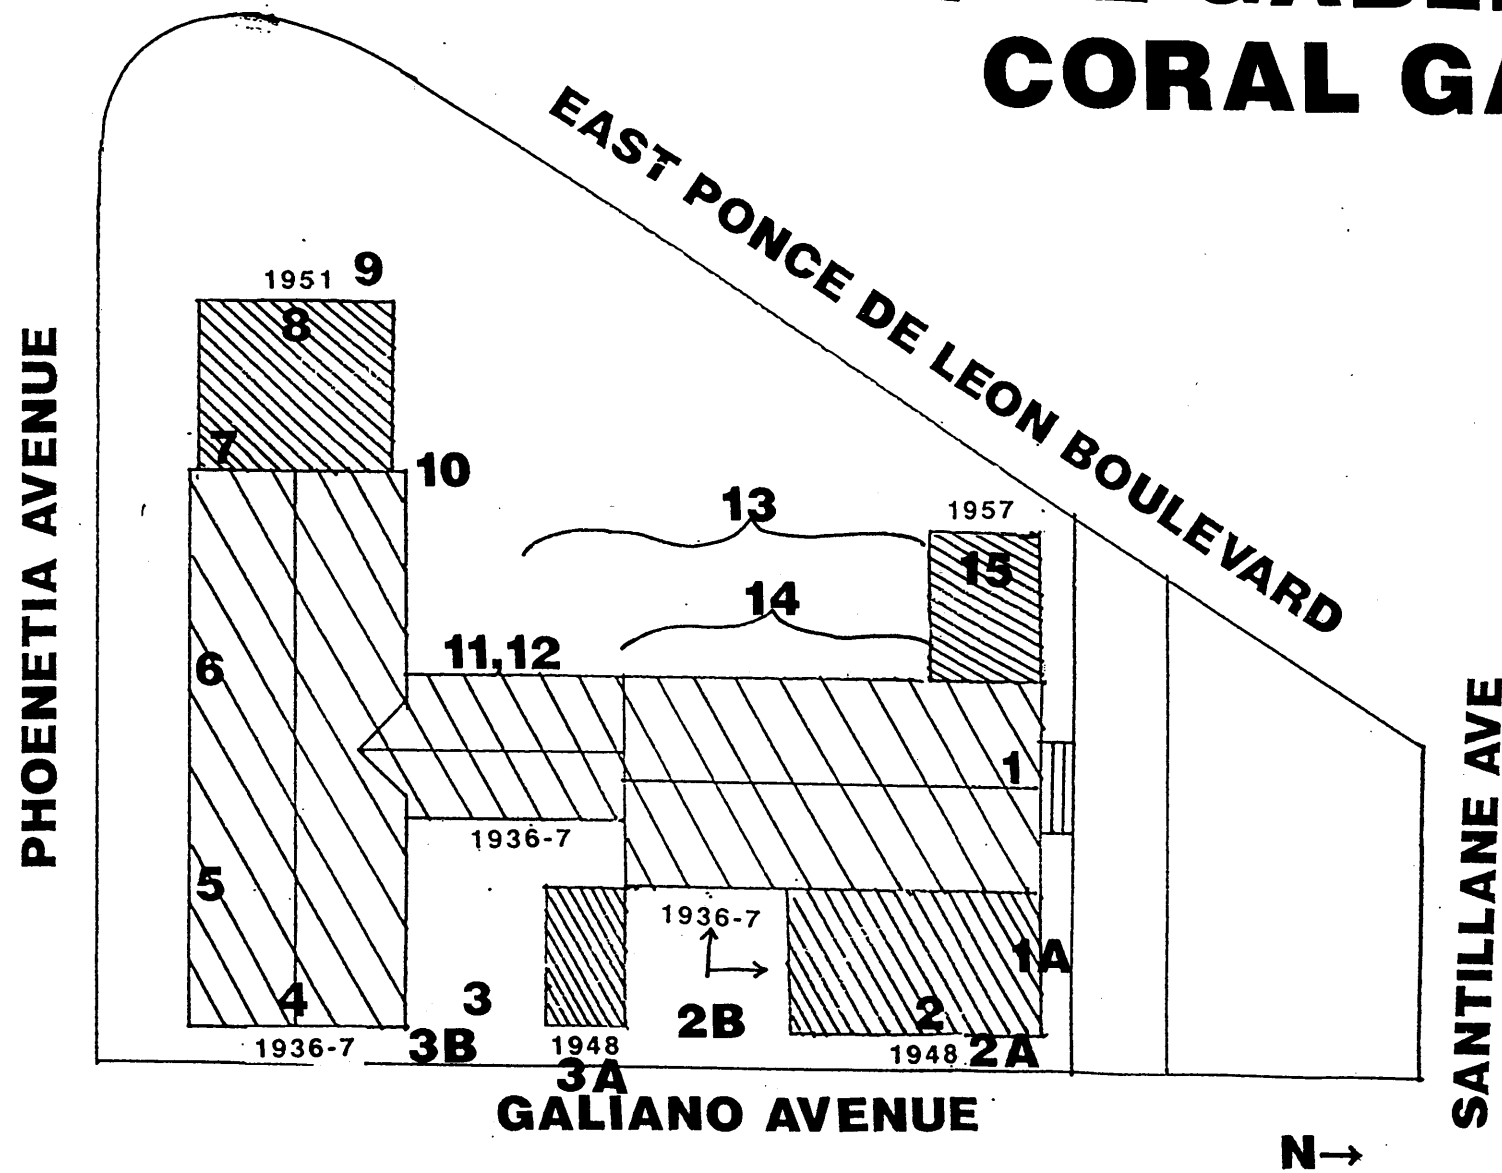 CORAL GA
EAST PONCE DE LEON BOULEVARD
PHOENETIA AVENUE
SANTILLANE AVE
1951 9
8
7
10
13
1957
15
14
11,12
6
1
1936-7
5
1936-7
1A
4
3
2B
2
1936-7
3B
1948
3A
1948
2A
GALIANO AVENUE
N→